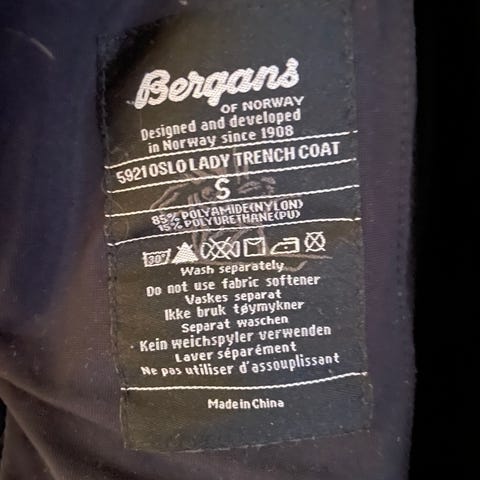 Bergans
OF NORWAY
Designed and developed
in Norway since 1908
5921 OSLO LADY TRENCH COAT
S
85% POLYAMIDE(NYLON)
15% POLYURETHANE(PU)
30°
Wash separately
Do not use fabric softener
Vaskes separat
Ikke bruk tøymykner
Separat waschen
Kein weichspyler verwenden
Laver séparément
Ne pas utiliser d'assouplissant
Made in China